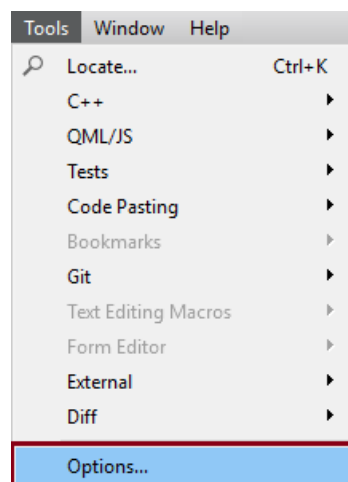 Tools Window Help
Locate... Ctrl+K
C++
QML/JS
Tests
Code Pasting
Bookmarks
Git
Text Editing Macros
Form Editor
External
Diff
Options...